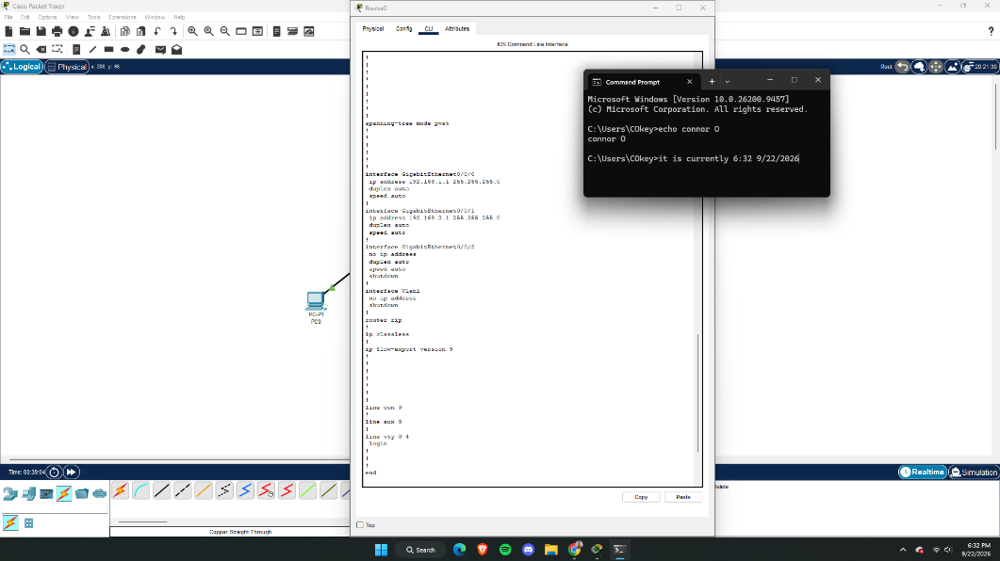 Cisco Packet Tracer
File Edit Options View Tools Extensions Window Help
Logical Physical x: 208, y: 98
Root 20:21:30
PC-PT
PC0
Time: 00:39:04
Realtime Simulation
Copper Straight-Through
Router0
Physical Config CLI Attributes
IOS Command Line Interface
!
!
!
!
!
!
!
!
!
spanning-tree mode pvst
!
!
!
!
!
!
interface GigabitEthernet0/0/0
ip address 192.168.1.1 255.255.255.0
duplex auto
speed auto
!
interface GigabitEthernet0/0/1
ip address 192.168.2.1 255.255.255.0
duplex auto
speed auto
!
interface GigabitEthernet0/0/2
no ip address
duplex auto
speed auto
shutdown
!
interface Vlan1
no ip address
shutdown
!
router rip
!
ip classless
!
ip flow-export version 9
!
!
!
!
!
!
!
line con 0
!
line aux 0
!
line vty 0 4
login
!
!
!
end
Copy Paste
Top
Command Prompt
Microsoft Windows [Version 10.0.26200.9457]
(c) Microsoft Corporation. All rights reserved.
C:\Users\COkey>echo connor O
connor O
C:\Users\COkey>it is currently 6:32 9/22/2026
Search
6:32 PM
9/22/2026